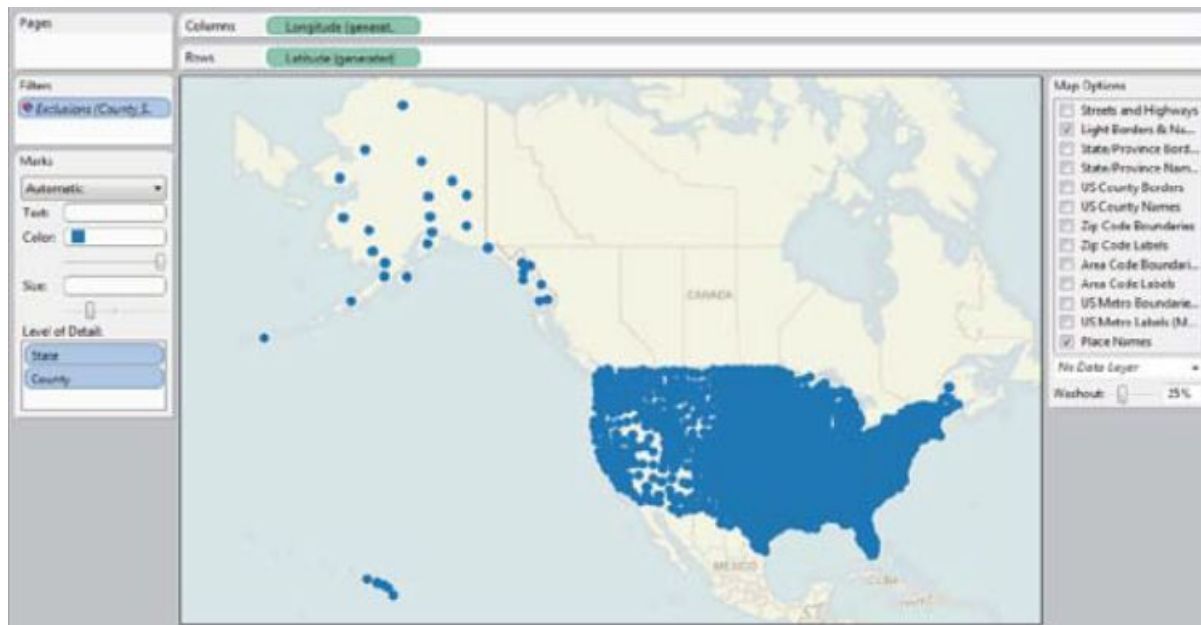 Pages
Columns
Longitude (generat..
Rows
Latitude (generated)
Filters
Exclusions (County S..
Marks
Automatic
Text:
Color:
Size:
Level of Detail:
State
County
CANADA
MEXICO
Cuba
ST
Map Options
Streets and Highways
Light Borders & Na...
State/Province Bord...
State/Province Nam...
US County Borders
US County Names
Zip Code Boundaries
Zip Code Labels
Area Code Boundari...
Area Code Labels
US Metro Boundarie...
US Metro Labels (M...
Place Names
No Data Layer
Washout: 25%